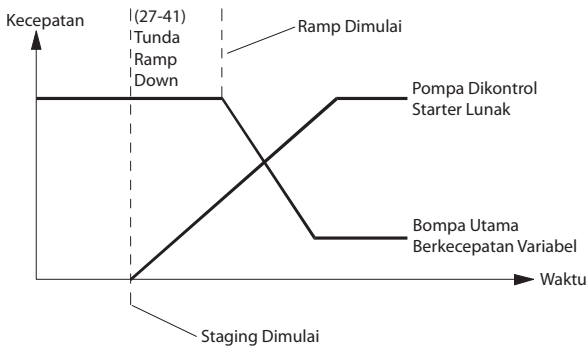 Kecepatan
(27-41)
Tunda
Ramp
Down
Ramp Dimulai
Pompa Dikontrol
Starter Lunak
Bompa Utama
Berkecepatan Variabel
Waktu
Staging Dimulai